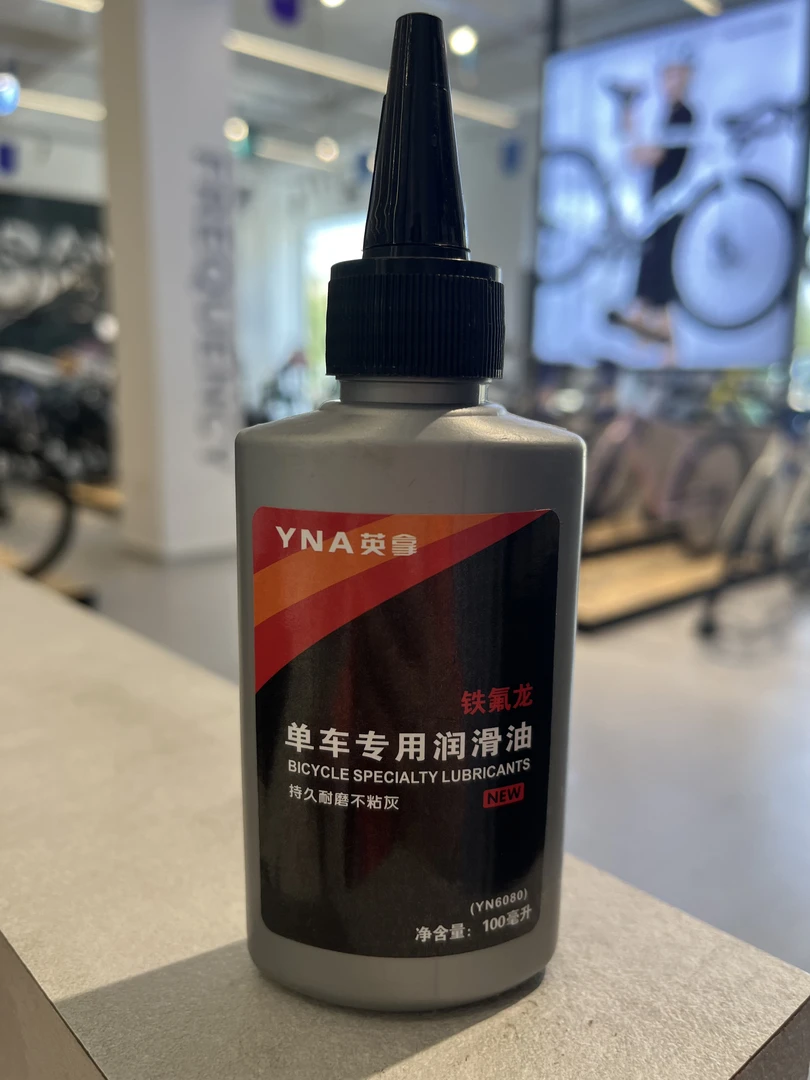 FREQUENCY
YNA英拿
铁氟龙
单车专用润滑油
BICYCLE SPECIALTY LUBRICANTS
持久耐磨不粘灰
NEW
(YN6080)
净含量：100毫升